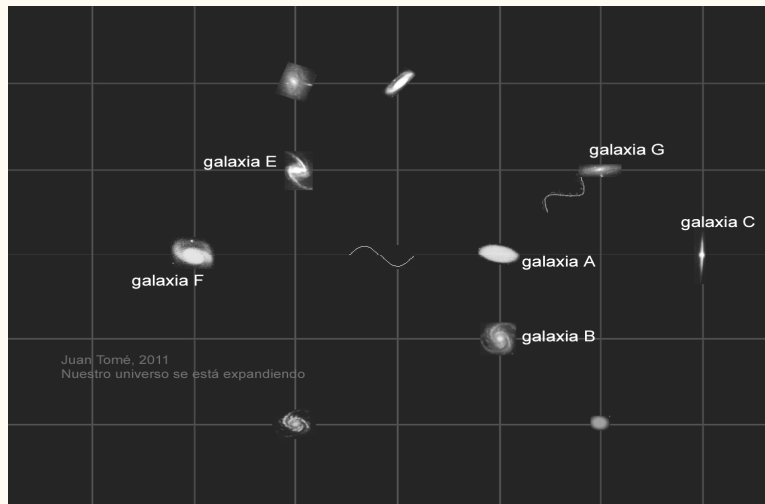 galaxia G
galaxia E
galaxia C
galaxia A
galaxia F
galaxia B
Juan Tomé, 2011
Nuestro universo se está expandiendo